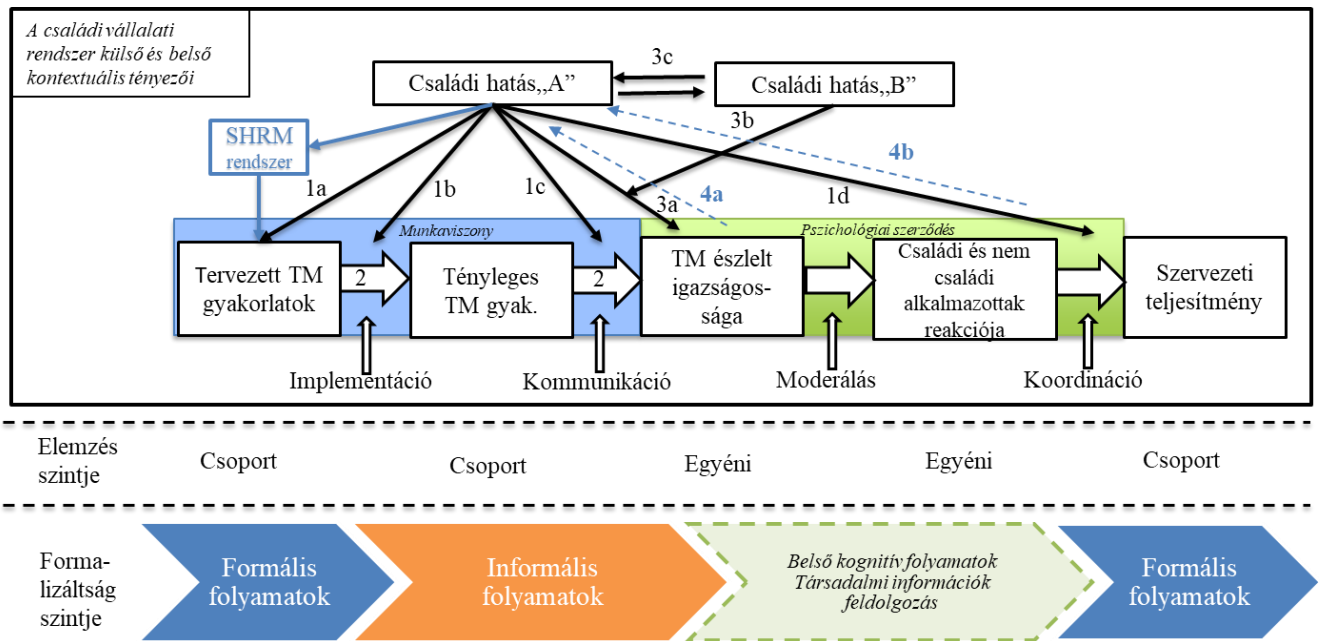 A családi vállalati
rendszer külső és belső
kontextuális tényezői
3c
Családi hatás„A”
Családi hatás„B”
3b
SHRM
rendszer
4b
1a
1b
1c
3a
4a
1d
Munkaviszony
Pszichológiai szerződés
Tervezett TM
gyakorlatok
2
Tényleges
TM gyak.
2
TM észlelt
igazságos-
sága
Családi és nem
családi
alkalmazottak
reakciója
Szervezeti
teljesítmény
Implementáció
Kommunikáció
Moderálás
Koordináció
Elemzés
szintje
Csoport
Csoport
Egyéni
Egyéni
Csoport
Forma-
lizáltság
szintje
Formális
folyamatok
Informális
folyamatok
Belső kognitív folyamatok
Társadalmi információk
feldolgozás
Formális
folyamatok